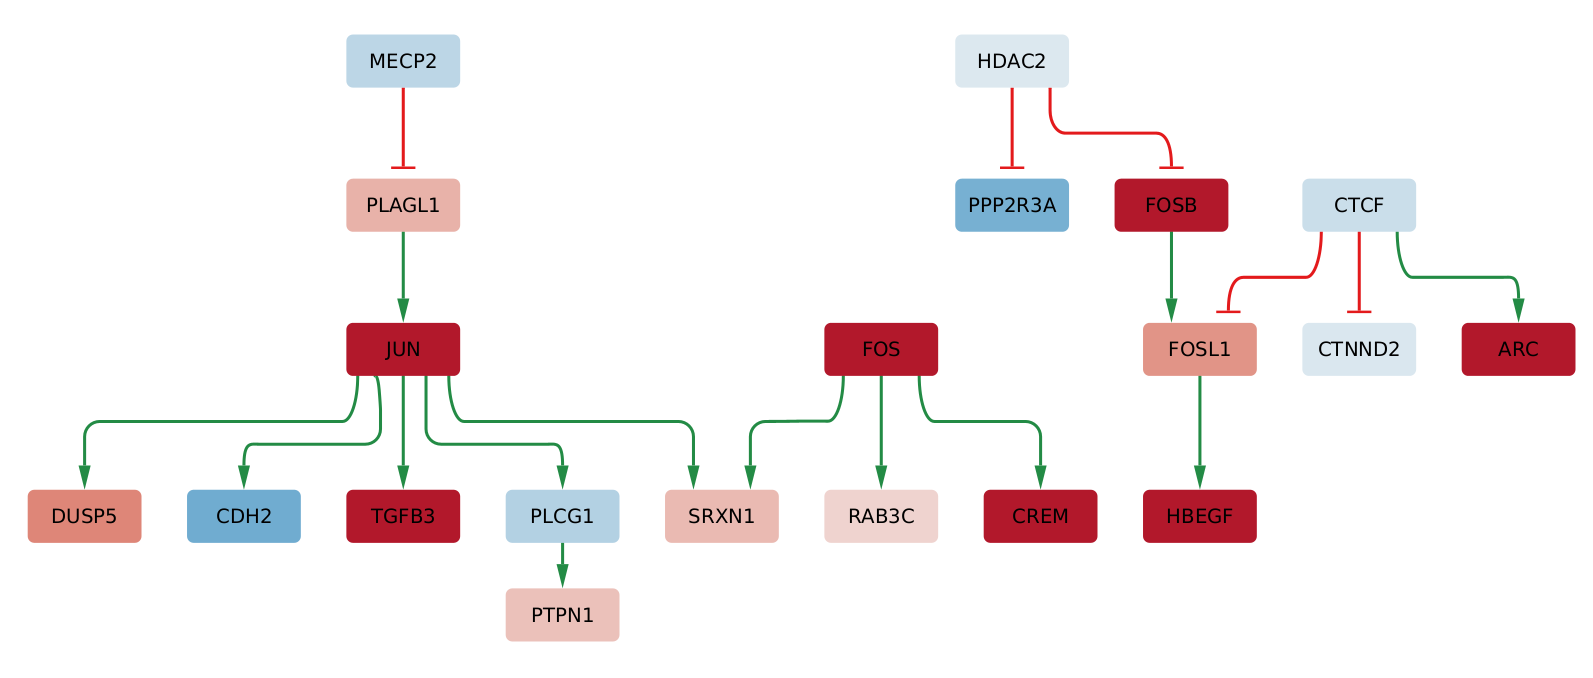 MECP2
HDAC2
PLAGL1
PPP2R3A
FOSB
CTCF
JUN
FOS
FOSL1
CTNND2
ARC
DUSP5
CDH2
TGFB3
PLCG1
SRXN1
RAB3C
CREM
HBEGF
PTPN1